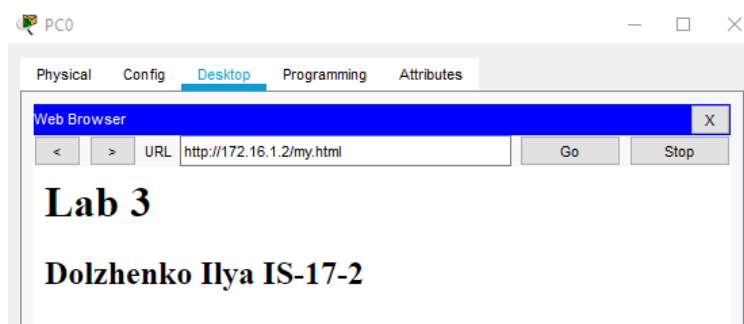 PC0
Physical Config Desktop Programming Attributes
Web Browser X
< > URL http://172.16.1.2/my.html Go Stop
Lab 3
Dolzhenko Ilya IS-17-2